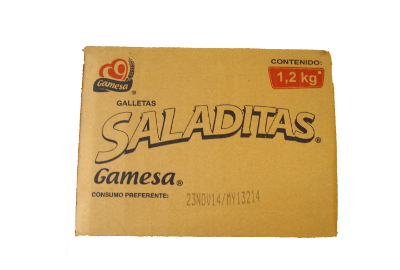 CONTENIDO:
Gamesa ®
1,2 kg*
GALLETAS
SALADITAS®
Gamesa®
CONSUMO PREFERENTE: 23NOV14/MY13214